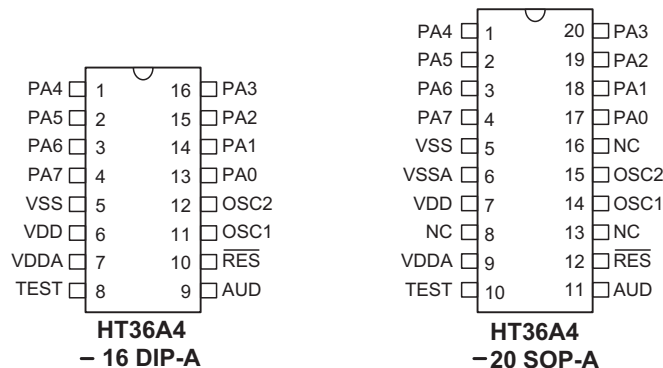 PA4 1 16 PA3
PA5 2 15 PA2
PA6 3 14 PA1
PA7 4 13 PA0
VSS 5 12 OSC2
VDD 6 11 OSC1
VDDA 7 10 RES
TEST 8 9 AUD
HT36A4
– 16 DIP-A
PA4 1 20 PA3
PA5 2 19 PA2
PA6 3 18 PA1
PA7 4 17 PA0
VSS 5 16 NC
VSSA 6 15 OSC2
VDD 7 14 OSC1
NC 8 13 NC
VDDA 9 12 RES
TEST 10 11 AUD
HT36A4
–20 SOP-A